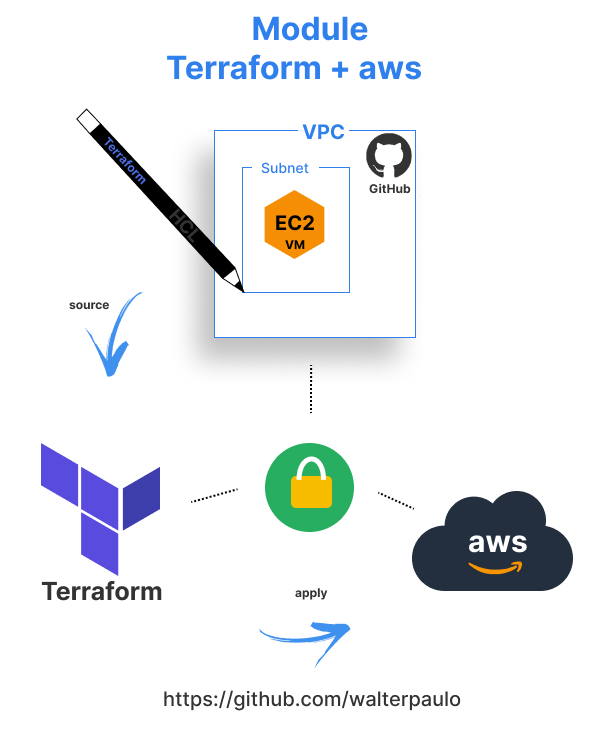 Module
Terraform + aws
VPC
GitHub
Subnet
EC2
VM
Terraform
HCL
source
Terraform
aws
apply
https://github.com/walterpaulo